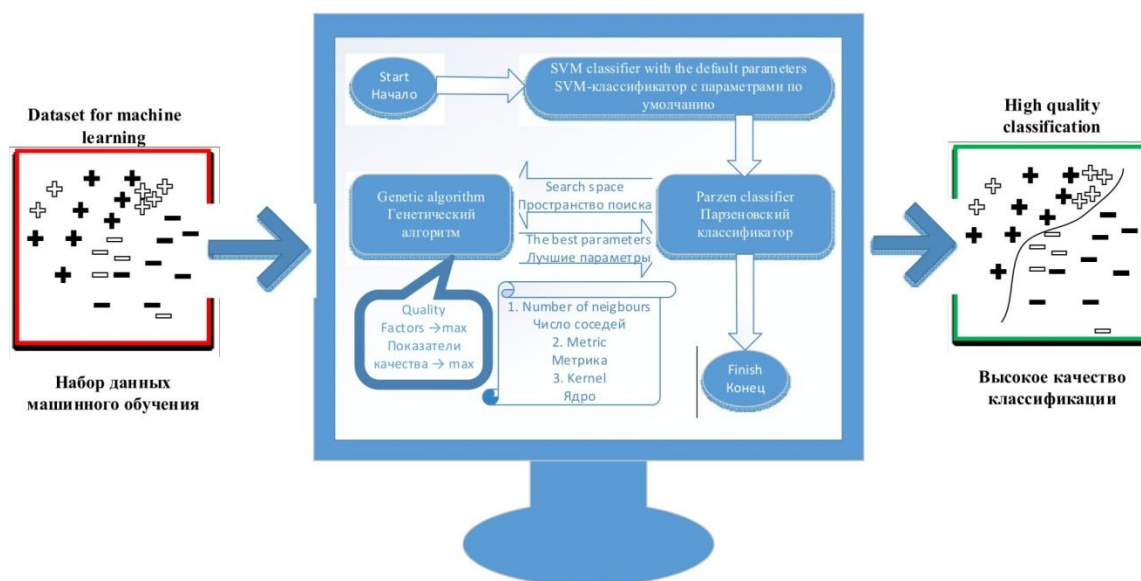 Dataset for machine
learning
Набор данных
машинного обучения
Start
Начало
SVM classifier with the default parameters
SVM-классификатор с параметрами по
умолчанию
Genetic algorithm
Генетический
алгоритм
Search space
Пространство поиска
The best parameters
Лучшие параметры
Parzen classifier
Парзеновский
классификатор
Quality
Factors →max
Показатели
качества → max
1. Number of neigbours
Число соседей
2. Metric
Метрика
3. Kernel
Ядро
Finish
Конец
High quality
classification
Высокое качество
классификации